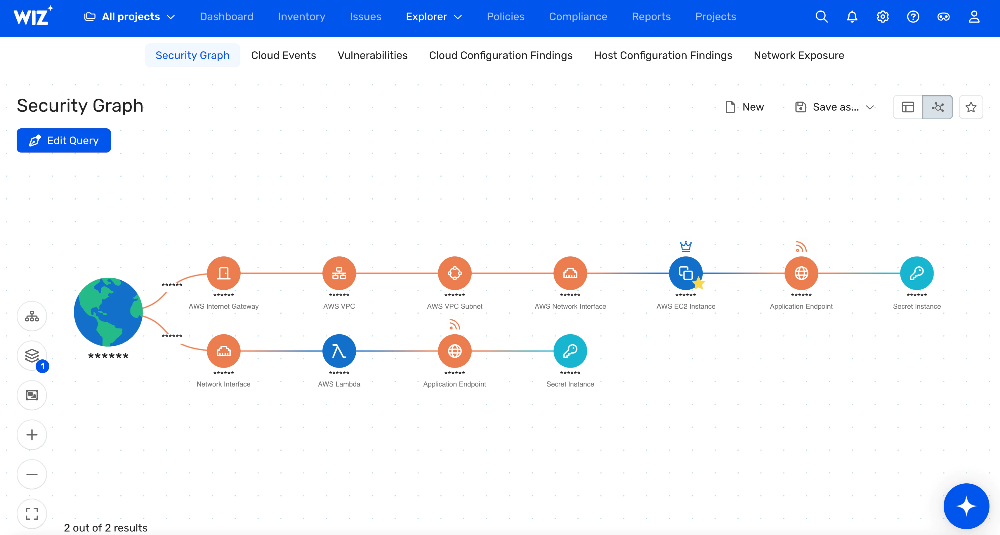 WIZ
All projects
Dashboard
Inventory
Issues
Explorer
Policies
Compliance
Reports
Projects
Security Graph
Cloud Events
Vulnerabilities
Cloud Configuration Findings
Host Configuration Findings
Network Exposure
Security Graph
New
Save as...
Edit Query
******
******
AWS Internet Gateway
******
AWS VPC
******
AWS VPC Subnet
******
AWS Network Interface
******
AWS EC2 Instance
******
Application Endpoint
******
Secret Instance
******
******
******
Network Interface
******
AWS Lambda
******
Application Endpoint
******
Secret Instance
1
2 out of 2 results